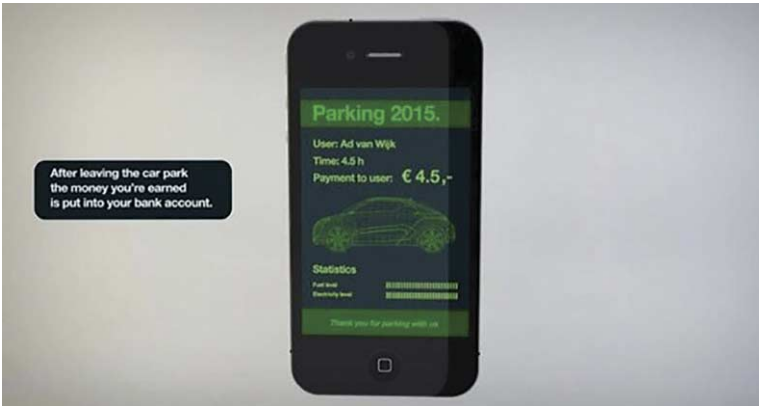 After leaving the car park
the money you're earned
is put into your bank account.
Parking 2015.
User: Ad van Wijk
Time: 4.5 h
Payment to user: € 4.5,-
Statistics
Fuel level
Electricity level
Thank you for parking with us